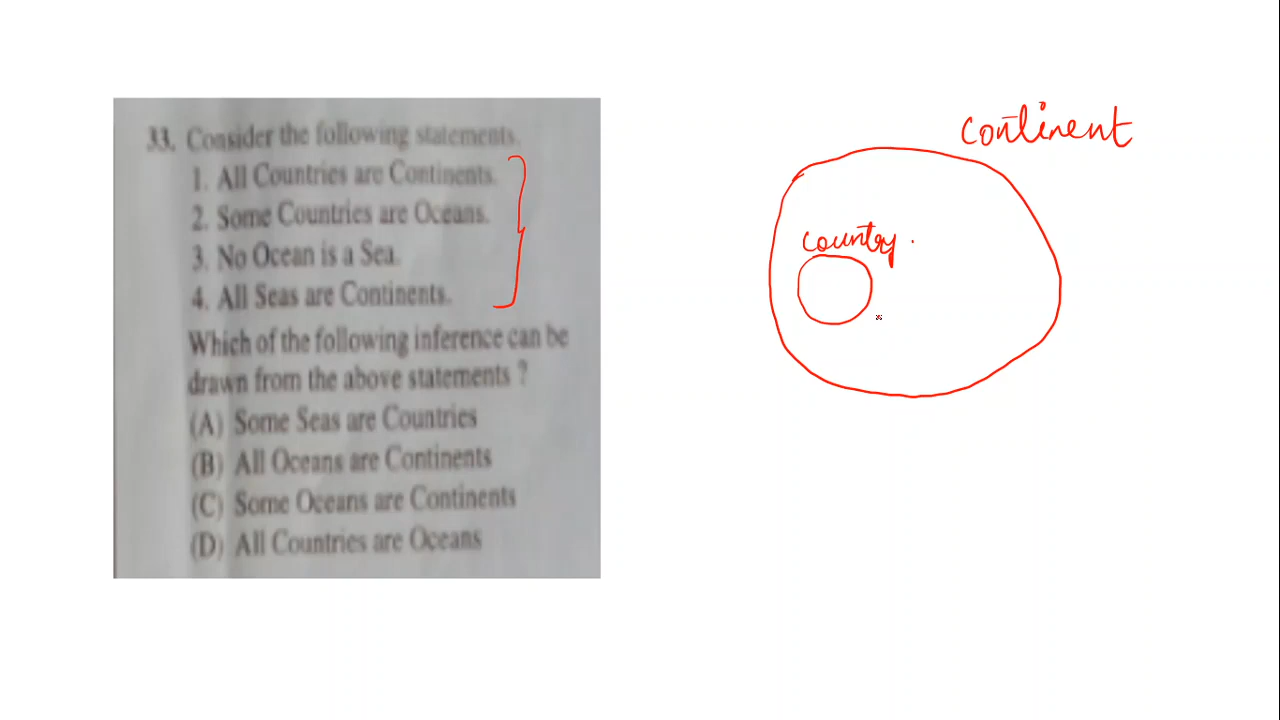 33. Consider the following statements.
1. All Countries are Continents.
2. Some Countries are Oceans.
3. No Ocean is a Sea.
4. All Seas are Continents.
Which of the following inference can be
drawn from the above statements ?
(A) Some Seas are Countries
(B) All Oceans are Continents
(C) Some Oceans are Continents
(D) All Countries are Oceans
continent
country